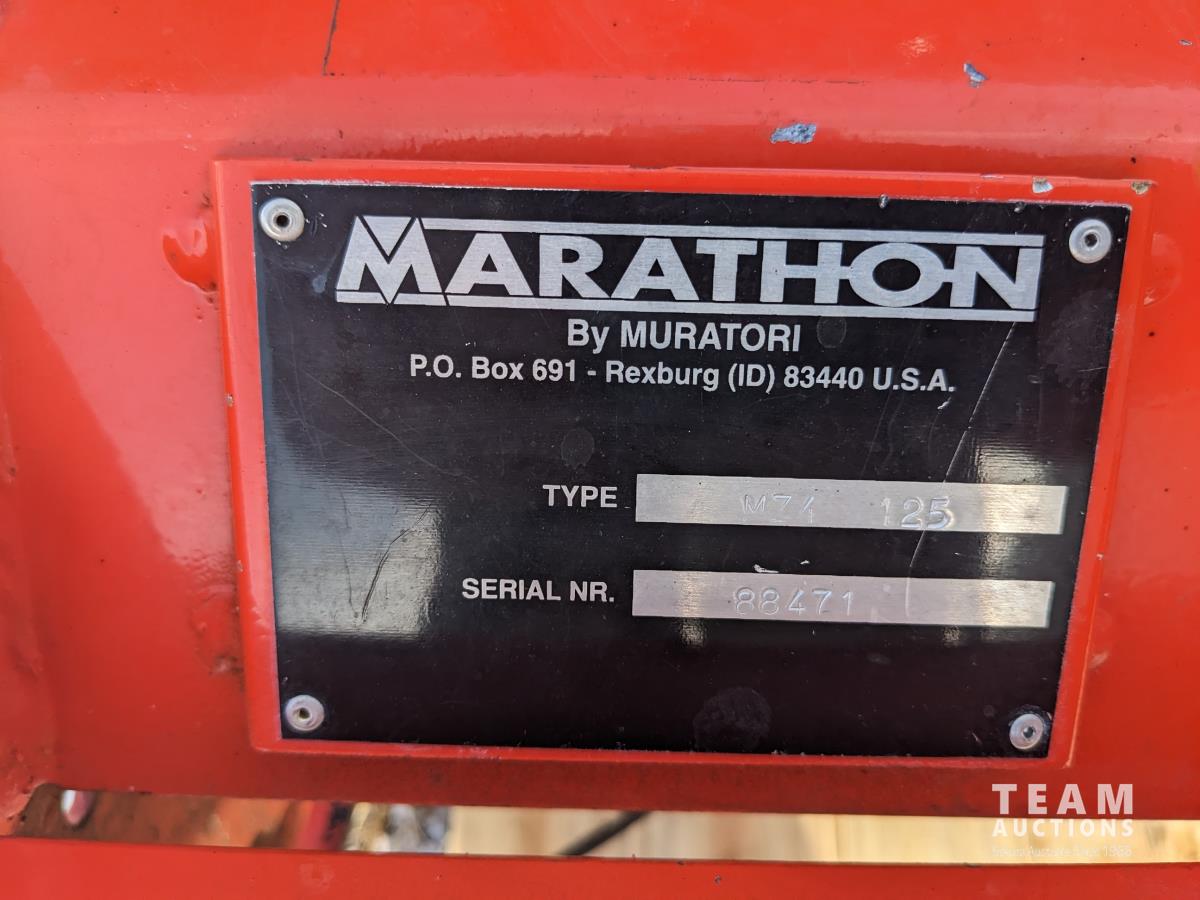 MARATHON
By MURATORI
P.O. Box 691 - Rexburg (ID) 83440 U.S.A.
TYPE MZ4 125
SERIAL NR. 88471
TEAM
AUCTIONS